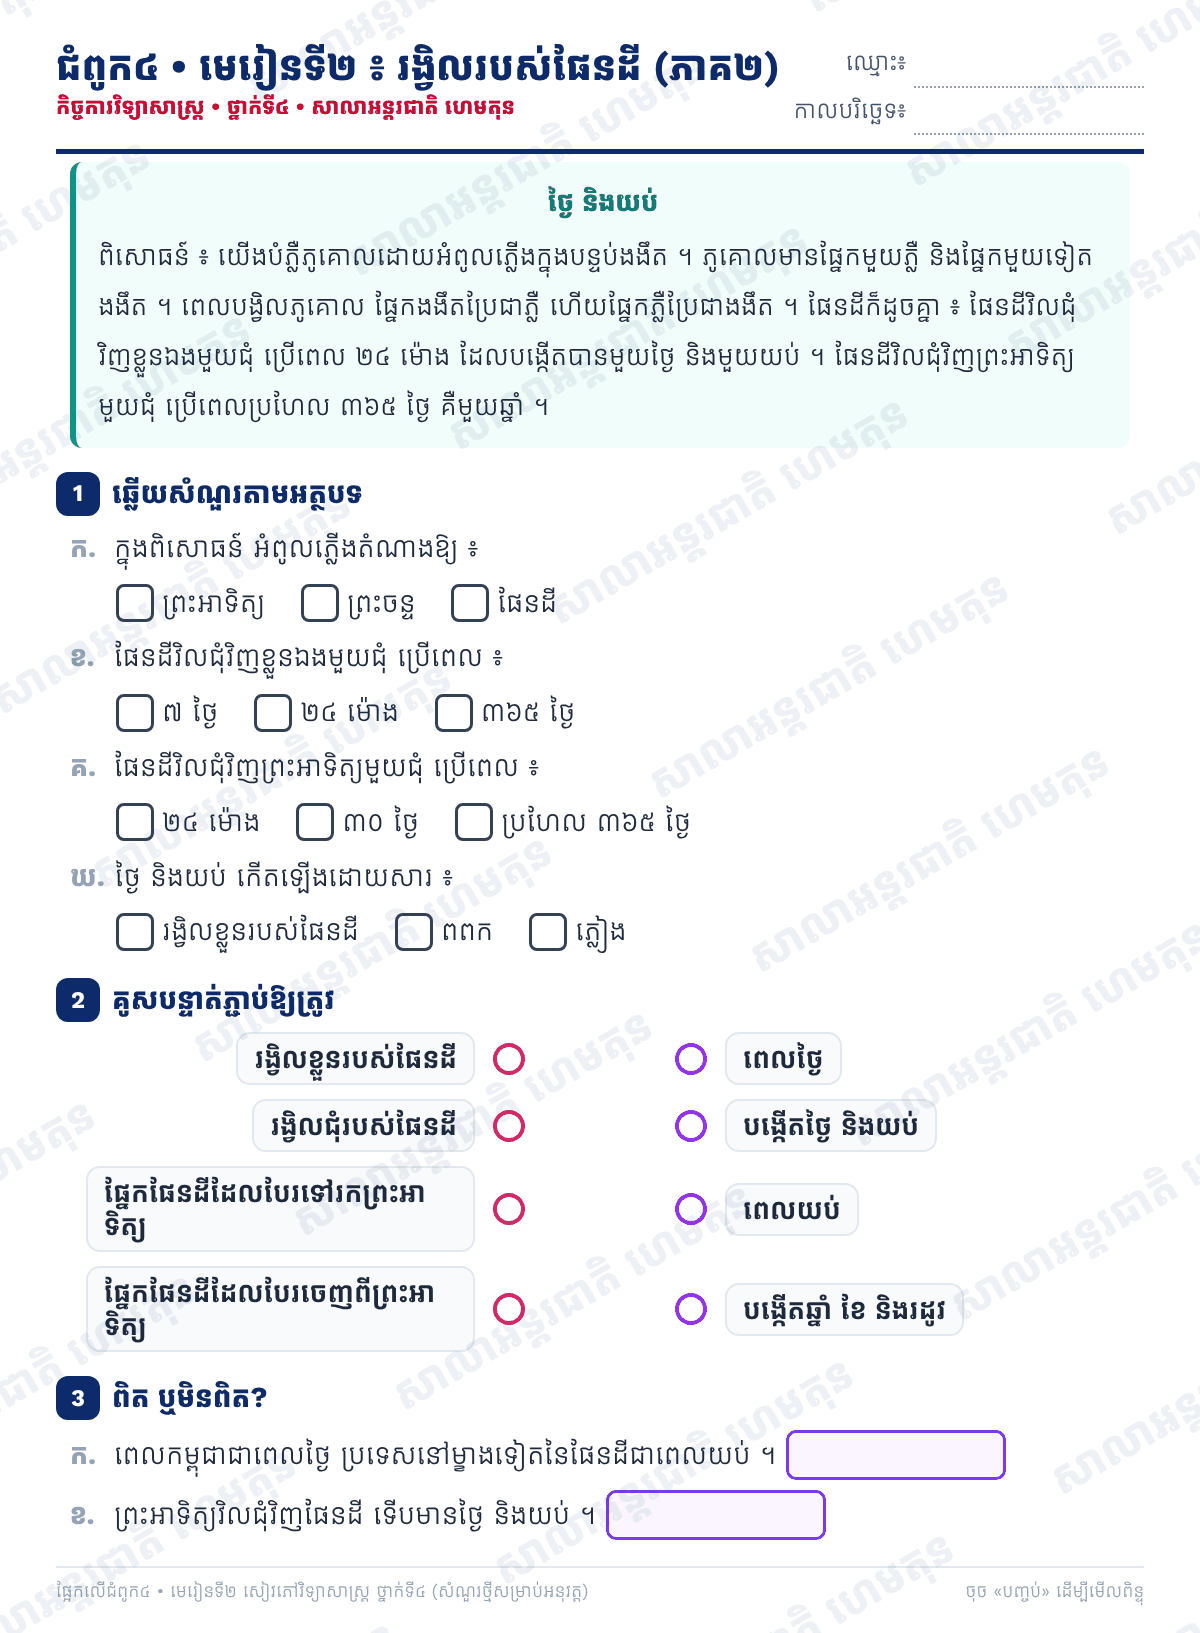 ជំពូក៤ • មេរៀនទី២ ៖ រង្វិលរបស់ផែនដី (ភាគ២)
ឈ្មោះ៖
កិច្ចការវិទ្យាសាស្ត្រ • ថ្នាក់ទី៤ • សាលាអន្តរជាតិ ហេមតុន
កាលបរិច្ឆេទ៖
ថ្ងៃ និងយប់
ពិសោធន៍ ៖ យើងបំភ្លឺភូគោលដោយអំពូលភ្លើងក្នុងបន្ទប់ងងឹត ។ ភូគោលមានផ្នែកមួយភ្លឺ និងផ្នែកមួយទៀត
ងងឹត ។ ពេលបង្វិលភូគោល ផ្នែកងងឹតប្រែជាភ្លឺ ហើយផ្នែកភ្លឺប្រែជាងងឹត ។ ផែនដីក៏ដូចគ្នា ៖ ផែនដីវិលជុំ
វិញខ្លួនឯងមួយជុំ ប្រើពេល ២៤ ម៉ោង ដែលបង្កើតបានមួយថ្ងៃ និងមួយយប់ ។ ផែនដីវិលជុំវិញព្រះអាទិត្យ
មួយជុំ ប្រើពេលប្រហែល ៣៦៥ ថ្ងៃ គឺមួយឆ្នាំ ។
1 ឆ្លើយសំណួរតាមអត្ថបទ
ក. ក្នុងពិសោធន៍ អំពូលភ្លើងតំណាងឱ្យ ៖
ព្រះអាទិត្យ ព្រះចន្ទ ផែនដី
ខ. ផែនដីវិលជុំវិញខ្លួនឯងមួយជុំ ប្រើពេល ៖
៧ ថ្ងៃ ២៤ ម៉ោង ៣៦៥ ថ្ងៃ
គ. ផែនដីវិលជុំវិញព្រះអាទិត្យមួយជុំ ប្រើពេល ៖
២៤ ម៉ោង ៣០ ថ្ងៃ ប្រហែល ៣៦៥ ថ្ងៃ
ឃ. ថ្ងៃ និងយប់ កើតឡើងដោយសារ ៖
រង្វិលខ្លួនរបស់ផែនដី ពពក ភ្លៀង
2 គូសបន្ទាត់ភ្ជាប់ឱ្យត្រូវ
រង្វិលខ្លួនរបស់ផែនដី ពេលថ្ងៃ
រង្វិលជុំរបស់ផែនដី បង្កើតថ្ងៃ និងយប់
ផ្នែកផែនដីដែលបែរទៅរកព្រះអា
ទិត្យ
ពេលយប់
ផ្នែកផែនដីដែលបែរចេញពីព្រះអា
ទិត្យ
បង្កើតឆ្នាំ ខែ និងរដូវ
3 ពិត ឬមិនពិត?
ក. ពេលកម្ពុជាជាពេលថ្ងៃ ប្រទេសនៅម្ខាងទៀតនៃផែនដីជាពេលយប់ ។
ខ. ព្រះអាទិត្យវិលជុំវិញផែនដី ទើបមានថ្ងៃ និងយប់ ។
ផ្អែកលើជំពូក៤ • មេរៀនទី២ សៀវភៅវិទ្យាសាស្ត្រ ថ្នាក់ទី៤ (សំណួរថ្មីសម្រាប់អនុវត្ត)
ចុច «បញ្ចប់» ដើម្បីមើលពិន្ទុ
សាលាអន្តរជាតិ ហេមតុន